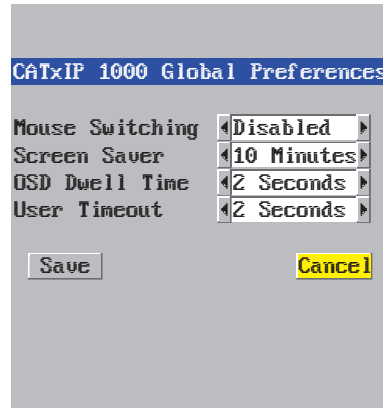 CATxIP 1000 Global Preferences
Mouse Switching Disabled
Screen Saver 10 Minutes
OSD Dwell Time 2 Seconds
User Timeout 2 Seconds
Save Cancel